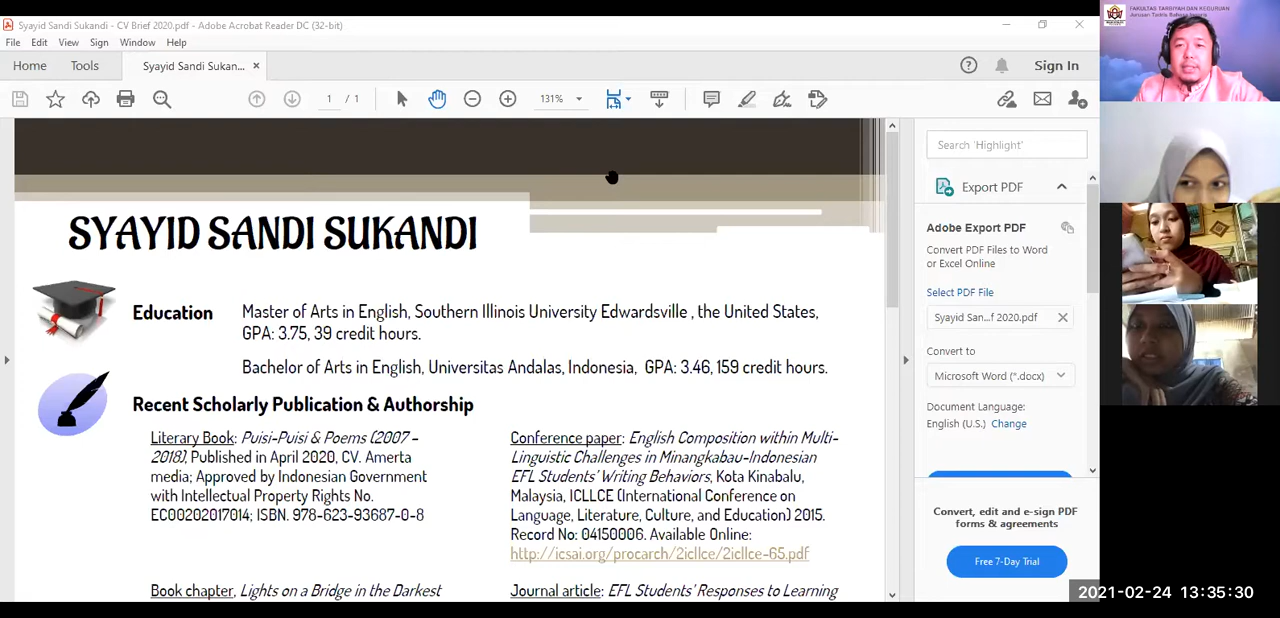 Syayid Sandi Sukandi - CV Brief 2020.pdf - Adobe Acrobat Reader DC (32-bit)
File Edit View Sign Window Help
Home Tools Syayid Sandi Sukan... × Sign In
1 / 1 131%
SYAYID SANDI SUKANDI
Education
Master of Arts in English, Southern Illinois University Edwardsville , the United States,
GPA: 3.75, 39 credit hours.
Bachelor of Arts in English, Universitas Andalas, Indonesia, GPA: 3.46, 159 credit hours.
Recent Scholarly Publication & Authorship
Literary Book: Puisi-Puisi & Poems (2007 –
2018), Published in April 2020, CV. Amerta
media; Approved by Indonesian Government
with Intellectual Property Rights No.
EC00202017014; ISBN. 978-623-93687-0-8
Book chapter, Lights on a Bridge in the Darkest
Conference paper: English Composition within Multi-
Linguistic Challenges in Minangkabau-Indonesian
EFL Students' Writing Behaviors, Kota Kinabalu,
Malaysia, ICLLCE (International Conference on
Language, Literature, Culture, and Education) 2015.
Record No: 04150006. Available Online:
http://icsai.org/procarch/2icllce/2icllce-65.pdf
Journal article: EFL Students' Responses to Learning
Search 'Highlight'
Export PDF
Adobe Export PDF
Convert PDF Files to Word
or Excel Online
Select PDF File
Syayid San...f 2020.pdf
Convert to
Microsoft Word (*.docx)
Document Language:
English (U.S.) Change
Convert, edit and e-sign PDF
forms & agreements
Free 7-Day Trial
FAKULTAS TARBIYAH DAN KEGURUAN
Jurusan Tadris Bahasa Inggris
2021-02-24 13:35:30